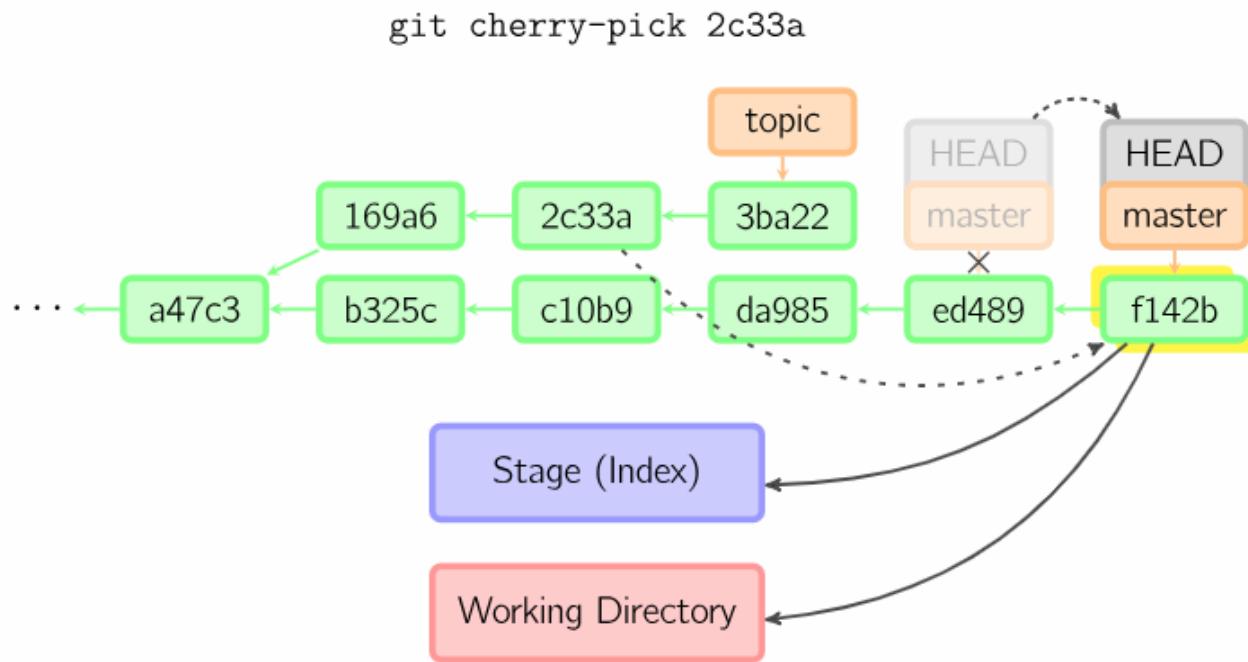 git cherry-pick 2c33a
topic
HEAD
HEAD
169a6
2c33a
3ba22
master
master
...
a47c3
b325c
c10b9
da985
ed489
f142b
Stage (Index)
Working Directory